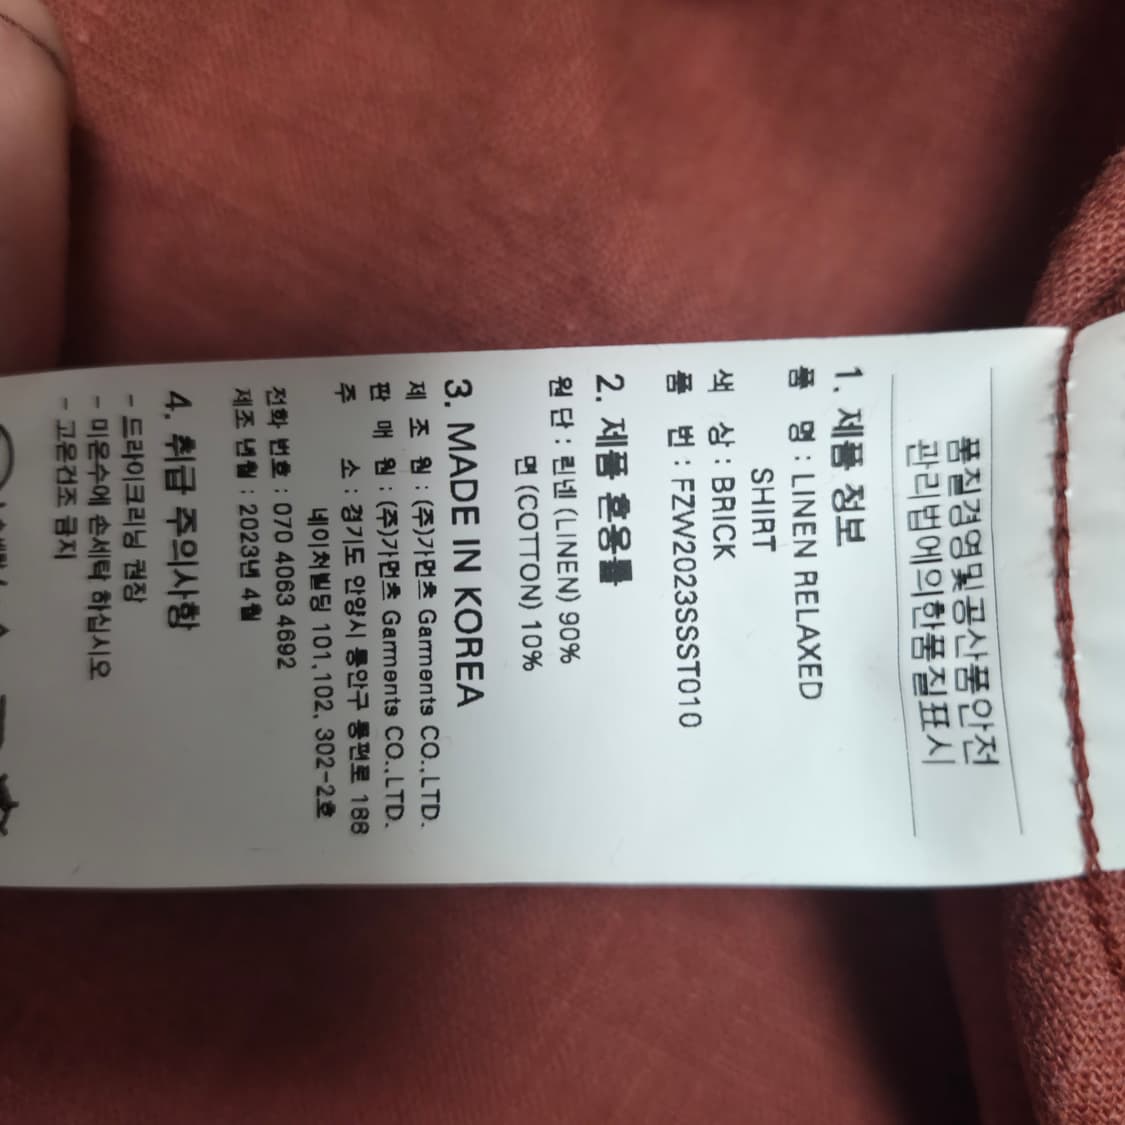 품질경영및공산품안전
관리법에의한품질표시
1. 제품 정보
품 명 : LINEN RELAXED
SHIRT
색 상 : BRICK
품 번 : FZW2023SSST010
2. 제품 혼용률
원 단 : 린넨 (LINEN) 90%
면 (COTTON) 10%
3. MADE IN KOREA
제 조 원 : (주)가먼츠 Garments CO.,LTD.
판 매 원 : (주)가먼츠 Garments CO.,LTD.
주 소 : 경기도 안양시 동안구 동편로 188
네이처빌딩 101,102, 302-2호
전화 번호 : 070 4063 4692
제조 년월 : 2023년 4월
4. 취급 주의사항
- 드라이크리닝 권장
- 미온수에 손세탁 하십시오
- 고온건조 금지